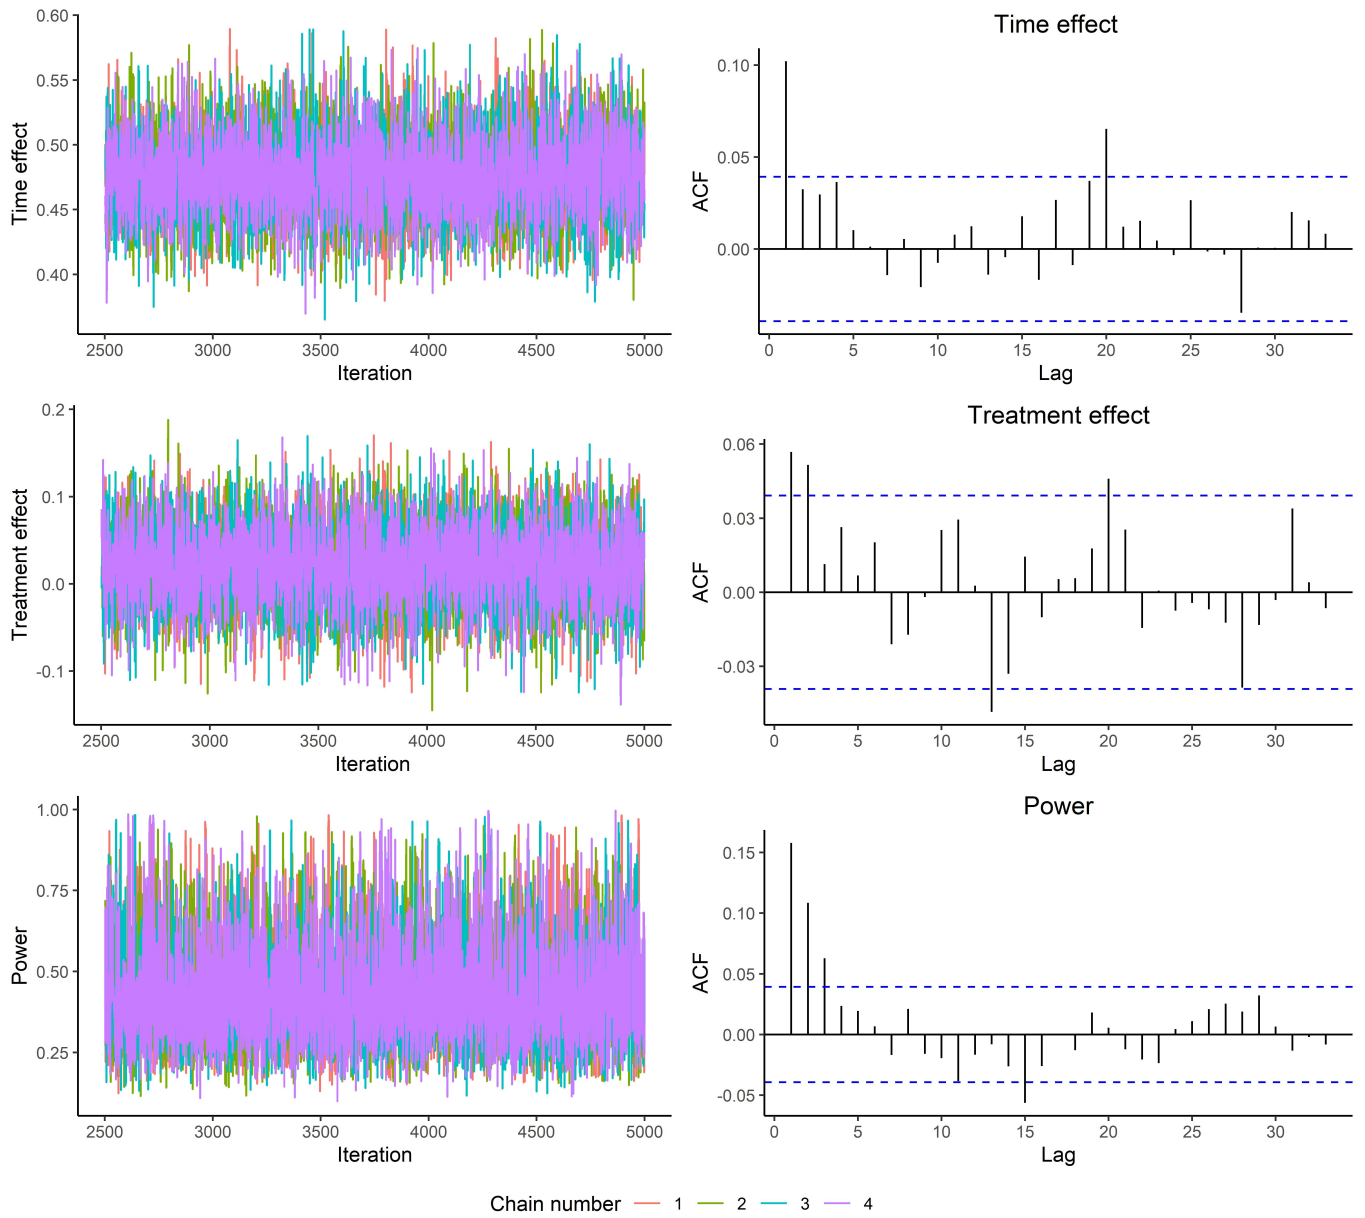 Time effect
0.60
0.55
0.50
0.45
0.40
2500 3000 3500 4000 4500 5000
Iteration
Time effect
ACF
0.10
0.05
0.00
0 5 10 15 20 25 30
Lag
Treatment effect
0.2
0.1
0.0
-0.1
2500 3000 3500 4000 4500 5000
Iteration
Treatment effect
ACF
0.06
0.03
0.00
-0.03
0 5 10 15 20 25 30
Lag
Power
1.00
0.75
0.50
0.25
2500 3000 3500 4000 4500 5000
Iteration
Power
ACF
0.15
0.10
0.05
0.00
-0.05
0 5 10 15 20 25 30
Lag
Chain number 1 2 3 4